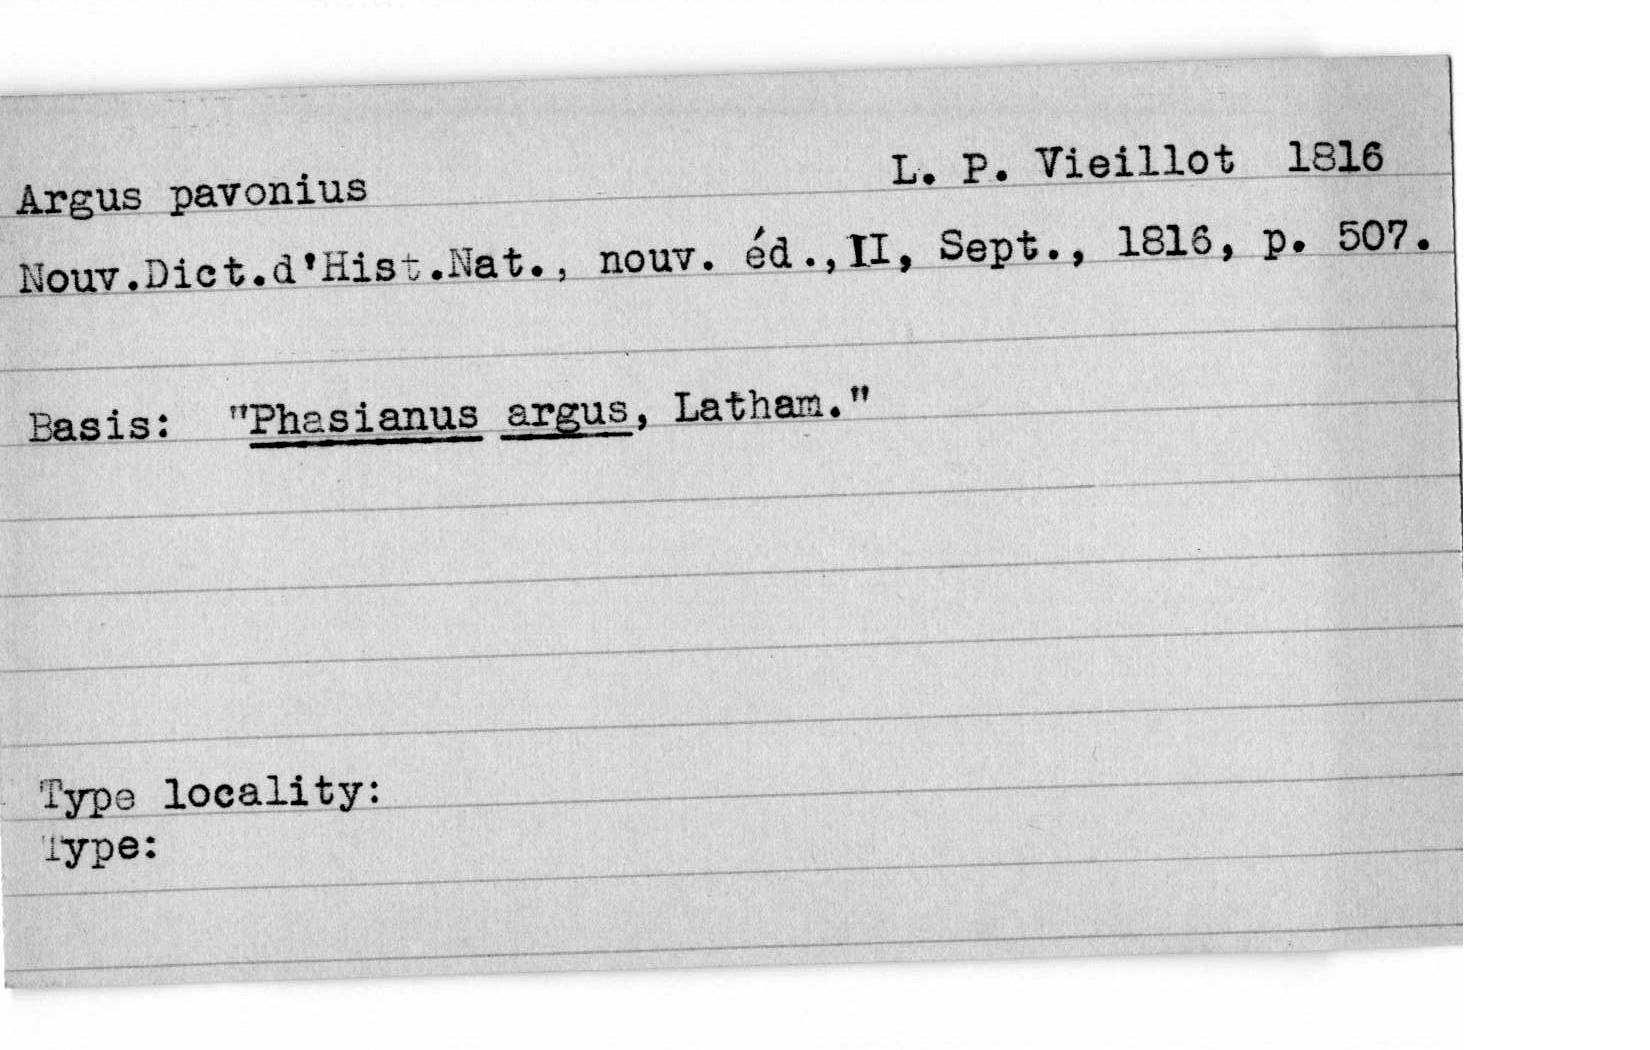 Argus pavonius L. P. Vieillot 1816
Nouv.Dict.d'Hist.Nat., nouv. éd.,II, Sept., 1816, p. 507.
Basis: "Phasianus argus, Latham."
Type locality:
Type: